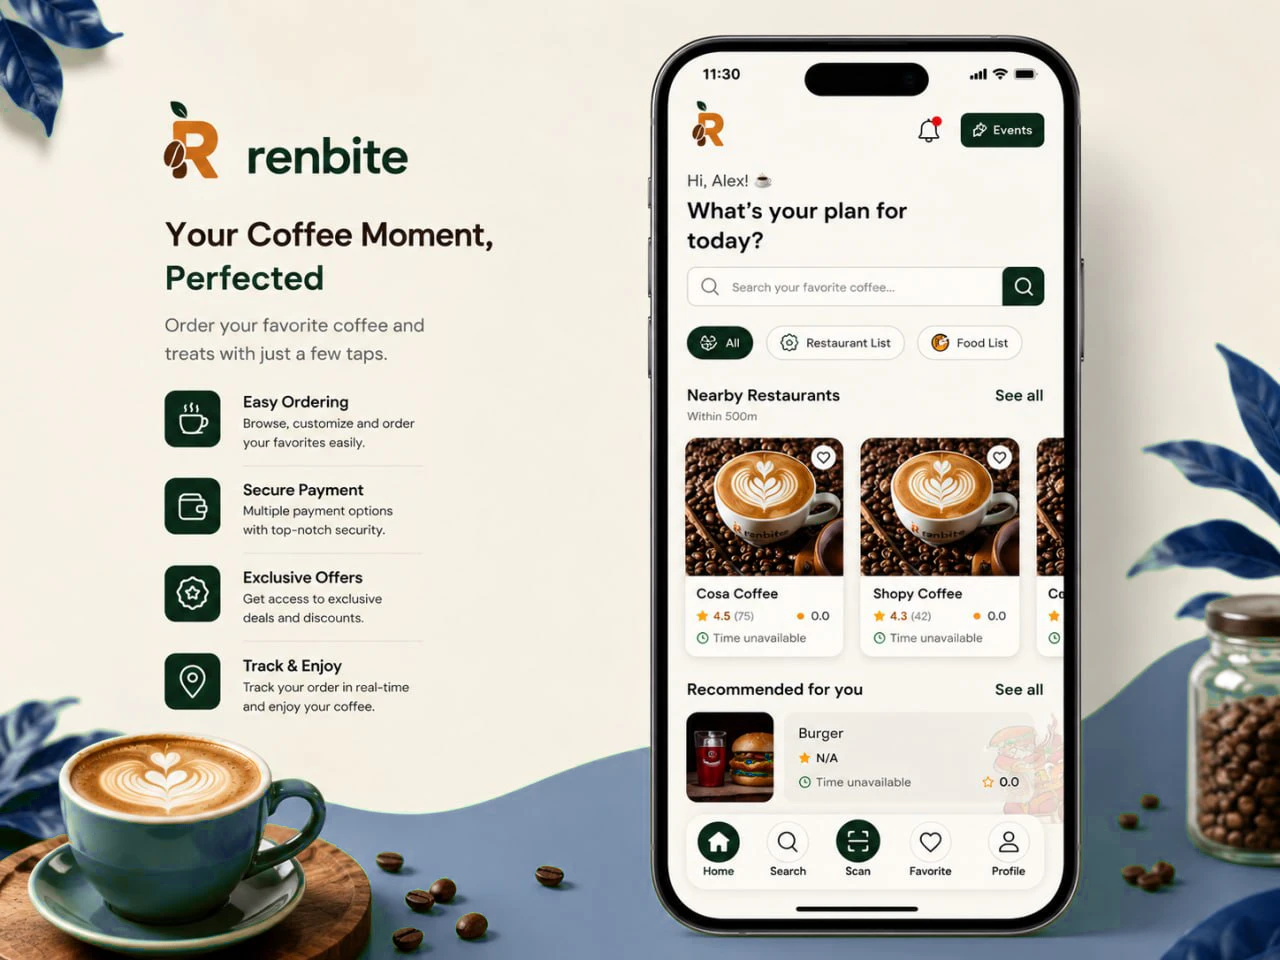 renbite
Your Coffee Moment,
Perfected
Order your favorite coffee and
treats with just a few taps.
Easy Ordering
Browse, customize and order
your favorites easily.
Secure Payment
Multiple payment options
with top-notch security.
Exclusive Offers
Get access to exclusive
deals and discounts.
Track & Enjoy
Track your order in real-time
and enjoy your coffee.
11:30
R
Events
Hi, Alex!
What's your plan for
today?
Search your favorite coffee...
All
Restaurant List
Food List
Nearby Restaurants
See all
Within 500m
renbite
renbite
Cosa Coffee
4.5 (75)
0.0
Time unavailable
Shopy Coffee
4.3 (42)
0.0
Time unavailable
Co
Recommended for you
See all
Burger
N/A
Time unavailable
0.0
Home
Search
Scan
Favorite
Profile